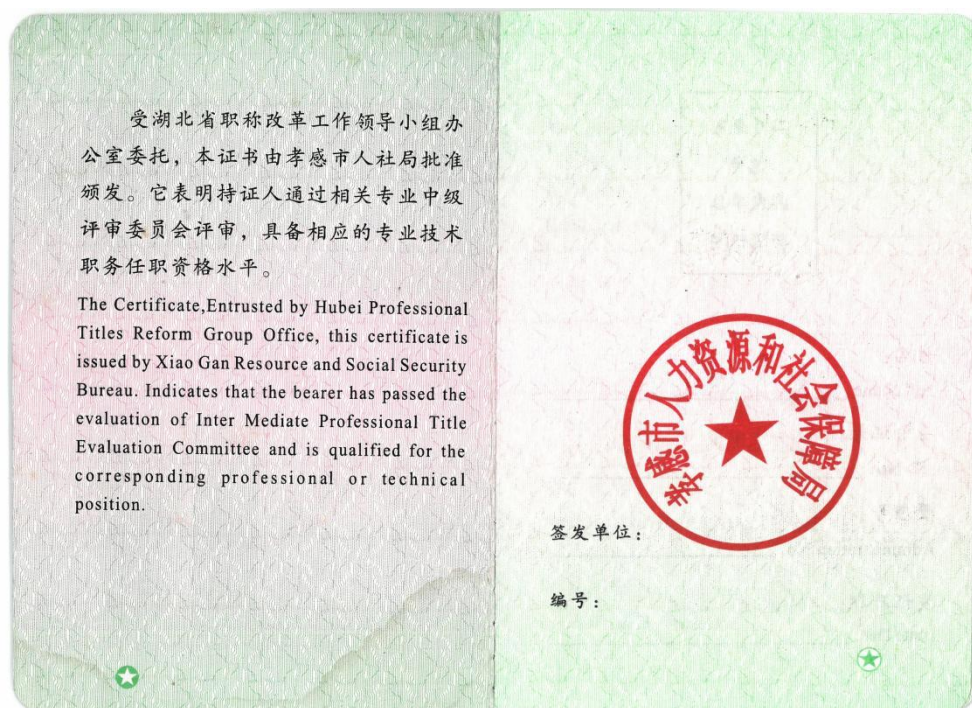 受湖北省职称改革工作领导小组办
公室委托，本证书由孝感市人社局批准
颁发。它表明持证人通过相关专业中级
评审委员会评审，具备相应的专业技术
职务任职资格水平。
The Certificate,Entrusted by Hubei Professional
Titles Reform Group Office, this certificate is
issued by Xiao Gan Resource and Social Security
Bureau. Indicates that the bearer has passed the
evaluation of Inter Mediate Professional Title
Evaluation Committee and is qualified for the
corresponding professional or technical
position.
孝感市人力资源和社会保障局
签发单位：
编号：